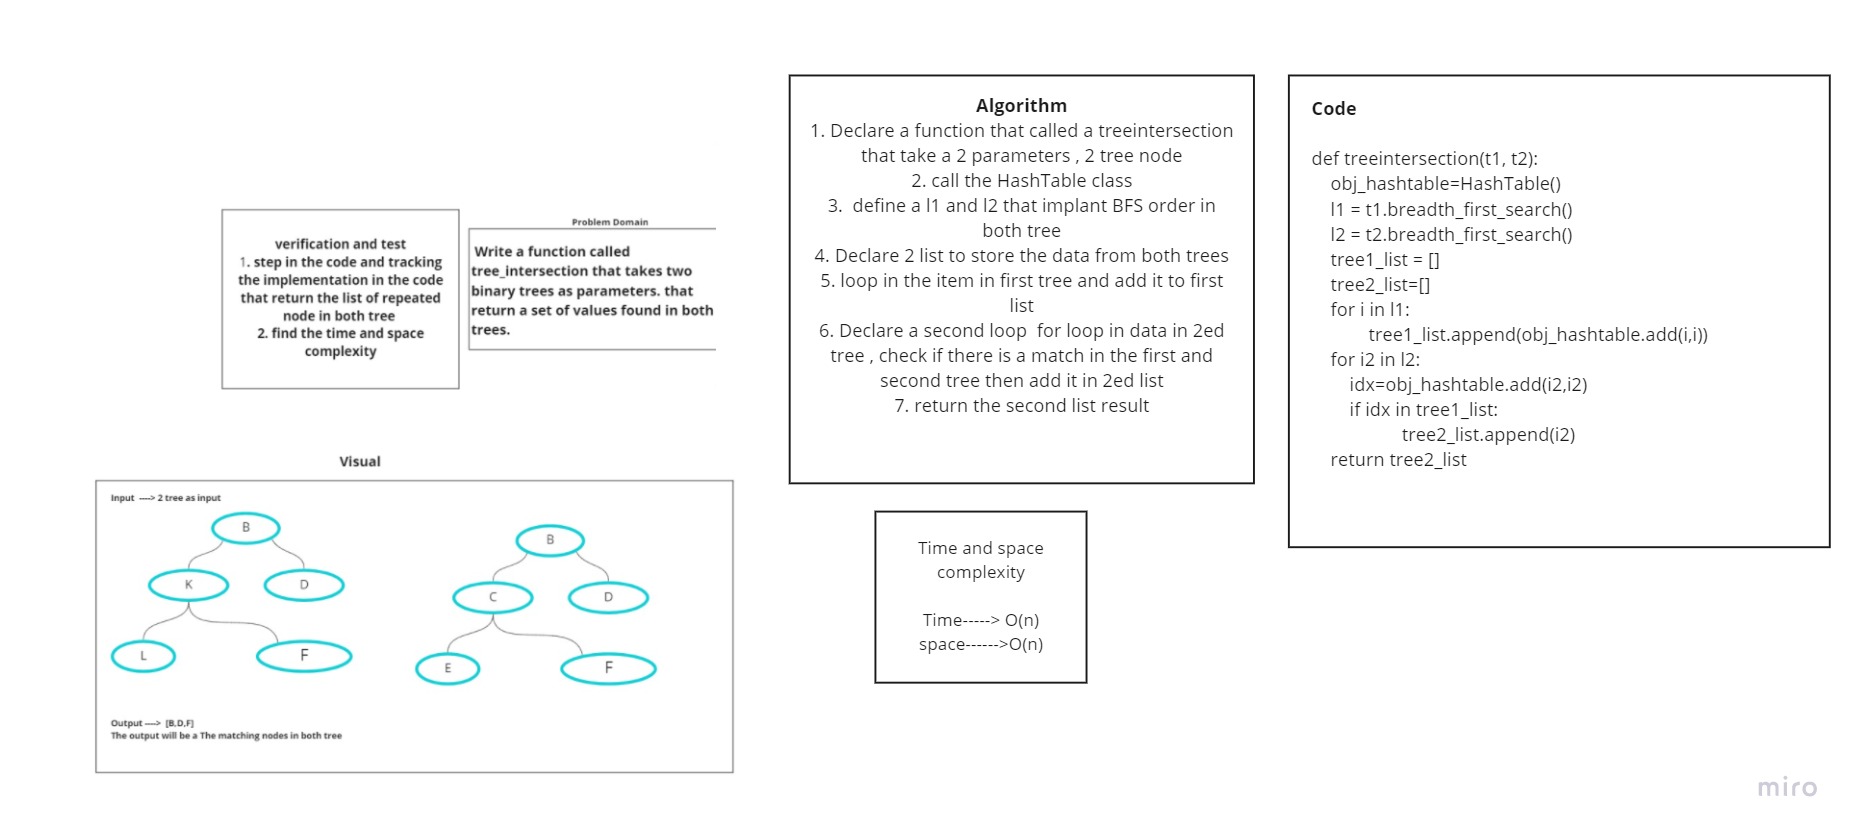 verification and test
1. step in the code and tracking
the implementation in the code
that return the list of repeated
node in both tree
2. find the time and space
complexity
Problem Domain
Write a function called
tree_intersection that takes two
binary trees as parameters. that
return a set of values found in both
trees.
Visual
Input ----> 2 tree as input
B
K
D
L
F
B
C
D
E
F
Output ----> [B,D,F]
The output will be a The matching nodes in both tree
Algorithm
1. Declare a function that called a treeintersection
that take a 2 parameters , 2 tree node
2. call the HashTable class
3. define a l1 and l2 that implant BFS order in
both tree
4. Declare 2 list to store the data from both trees
5. loop in the item in first tree and add it to first
list
6. Declare a second loop for loop in data in 2ed
tree , check if there is a match in the first and
second tree then add it in 2ed list
7. return the second list result
Time and space
complexity
Time-----> O(n)
space------>O(n)
Code
def treeintersection(t1, t2):
obj_hashtable=HashTable()
l1 = t1.breadth_first_search()
l2 = t2.breadth_first_search()
tree1_list = []
tree2_list=[]
for i in l1:
tree1_list.append(obj_hashtable.add(i,i))
for i2 in l2:
idx=obj_hashtable.add(i2,i2)
if idx in tree1_list:
tree2_list.append(i2)
return tree2_list
miro